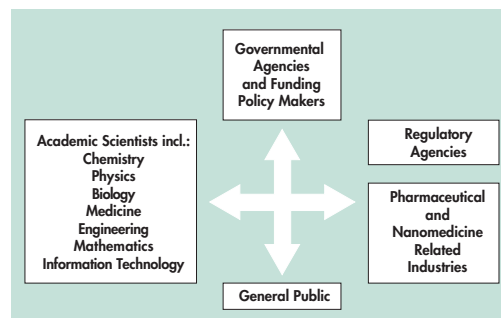 Governmental
Agencies
and Funding
Policy Makers
Academic Scientists incl.:
Chemistry
Physics
Biology
Medicine
Engineering
Mathematics
Information Technology
Regulatory
Agencies
Pharmaceutical
and
Nanomedicine
Related
Industries
General Public